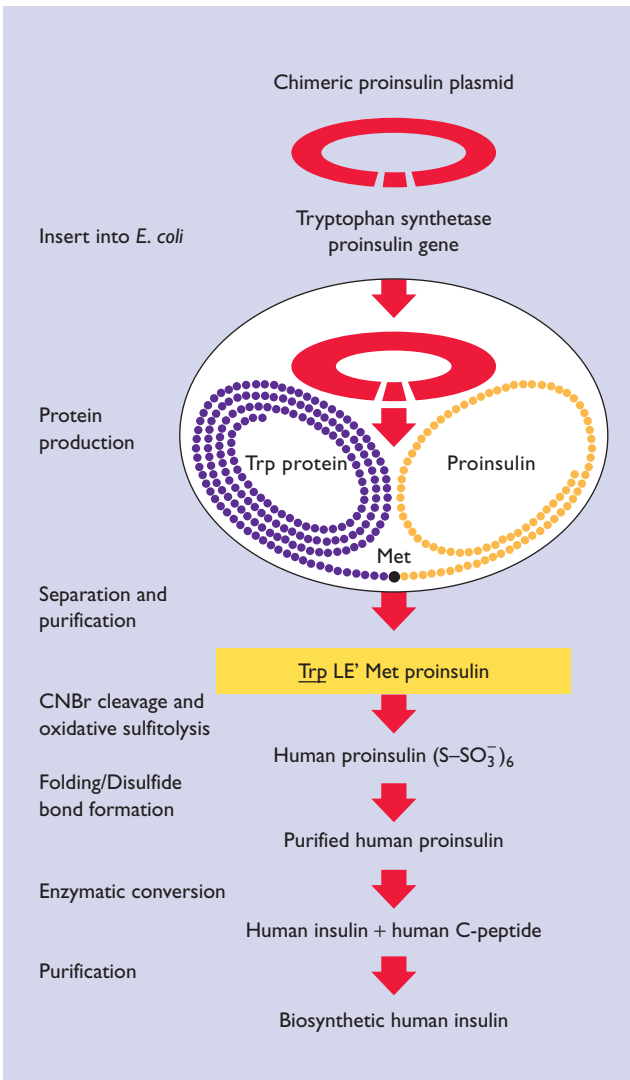 Chimeric proinsulin plasmid
Tryptophan synthetase
proinsulin gene
Insert into E. coli
Protein
production
Trp protein
Proinsulin
Met
Separation and
purification
Trp LE' Met proinsulin
CNBr cleavage and
oxidative sulfitolysis
Human proinsulin (S–SO₃⁻)₆
Folding/Disulfide
bond formation
Purified human proinsulin
Enzymatic conversion
Human insulin + human C-peptide
Purification
Biosynthetic human insulin